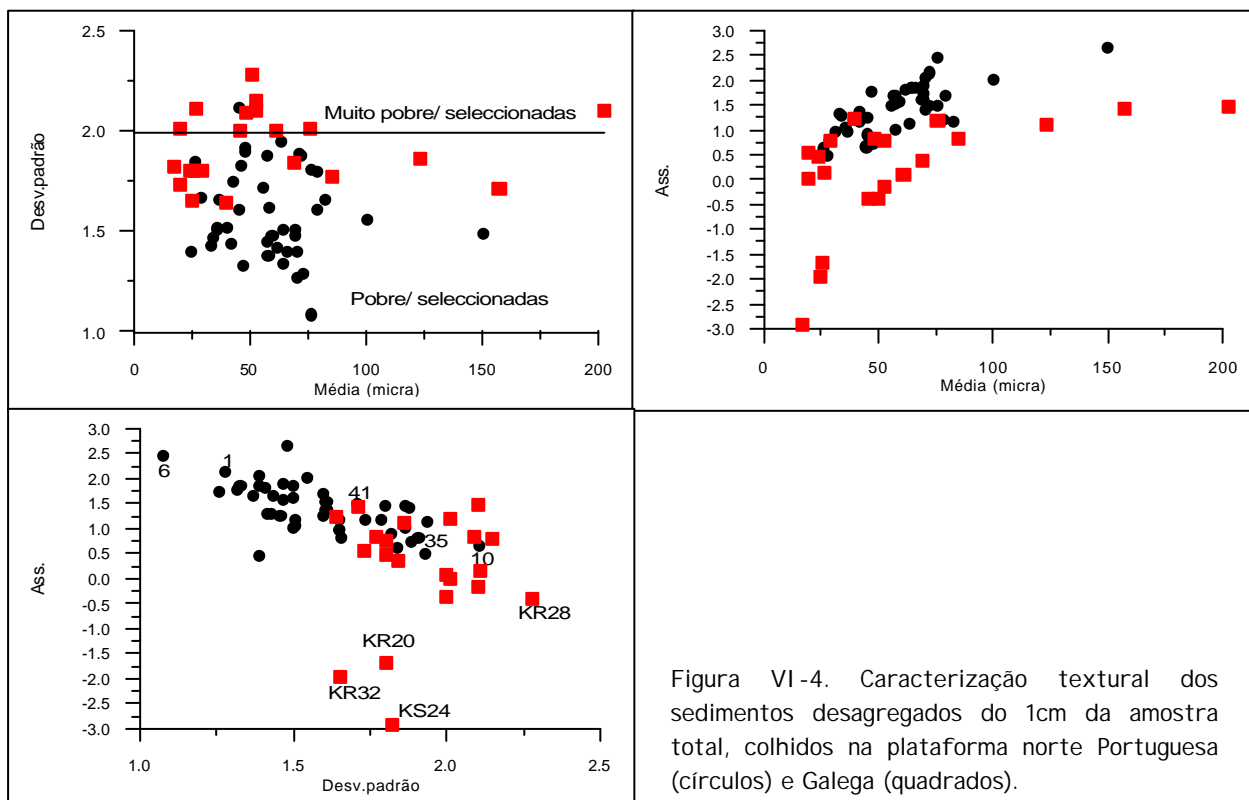 2.5
2.0
1.5
1.0
Desv.padrão
Muito pobre/ seleccionadas
Pobre/ seleccionadas
0 50 100 150 200
Média (micra)
3.0
2.5
2.0
1.5
1.0
0.5
0.0
-0.5
-1.0
-1.5
-2.0
-2.5
-3.0
Ass.
0 50 100 150 200
Média (micra)
3.0
2.5
2.0
1.5
1.0
0.5
0.0
-0.5
-1.0
-1.5
-2.0
-2.5
-3.0
Ass.
6
1
41
35
10
KR28
KR20
KR32
KS24
1.0 1.5 2.0 2.5
Desv.padrão
Figura VI-4. Caracterização textural dos
sedimentos desagregados do 1cm da amostra
total, colhidos na plataforma norte Portuguesa
(círculos) e Galega (quadrados).